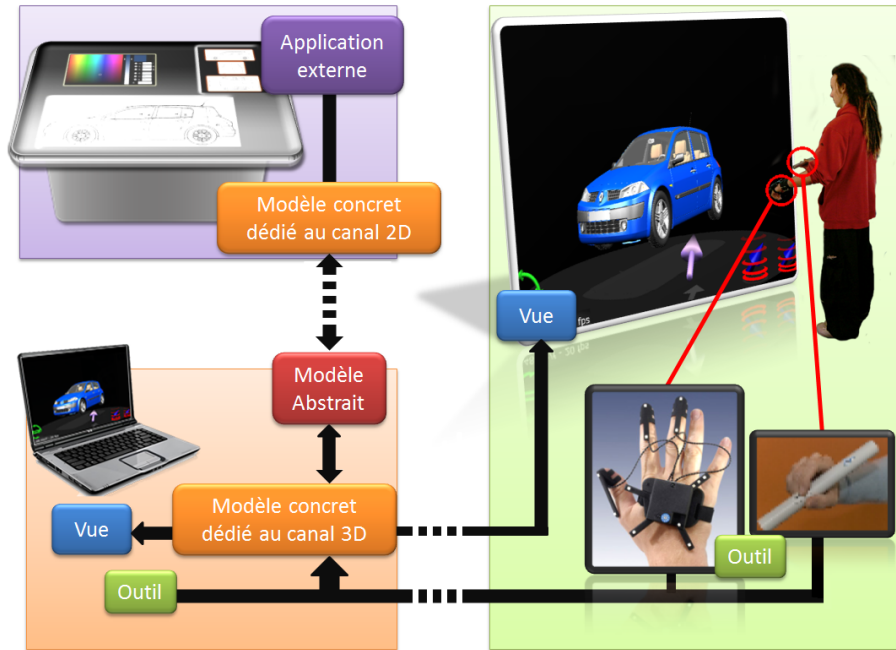 Application
externe
Modèle concret
dédié au canal 2D
Vue
fps
Modèle
Abstrait
Modèle concret
dédié au canal 3D
Vue
Outil
Outil